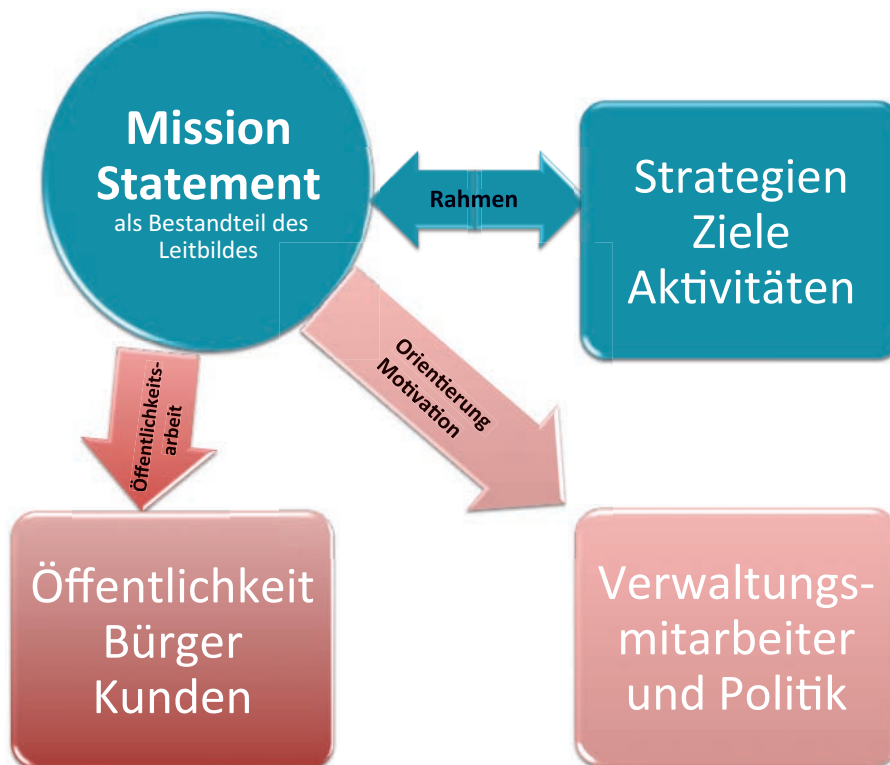 Mission
Statement
als Bestandteil des
Leitbildes
Rahmen
Strategien
Ziele
Aktivitäten
Orientierung
Motivation
Öffentlichkeits-
arbeit
Öffentlichkeit
Bürger
Kunden
Verwaltungs-
mitarbeiter
und Politik